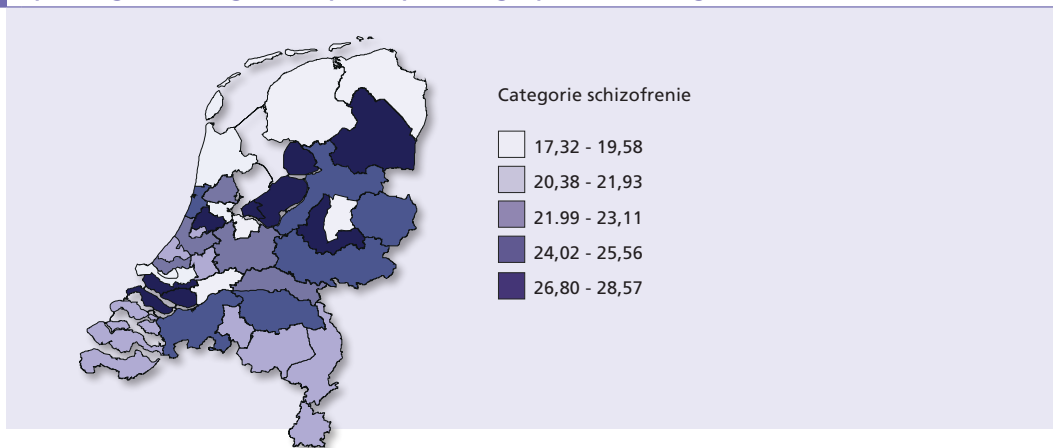 Categorie schizofrenie
17,32 - 19,58
20,38 - 21,93
21.99 - 23,11
24,02 - 25,56
26,80 - 28,57